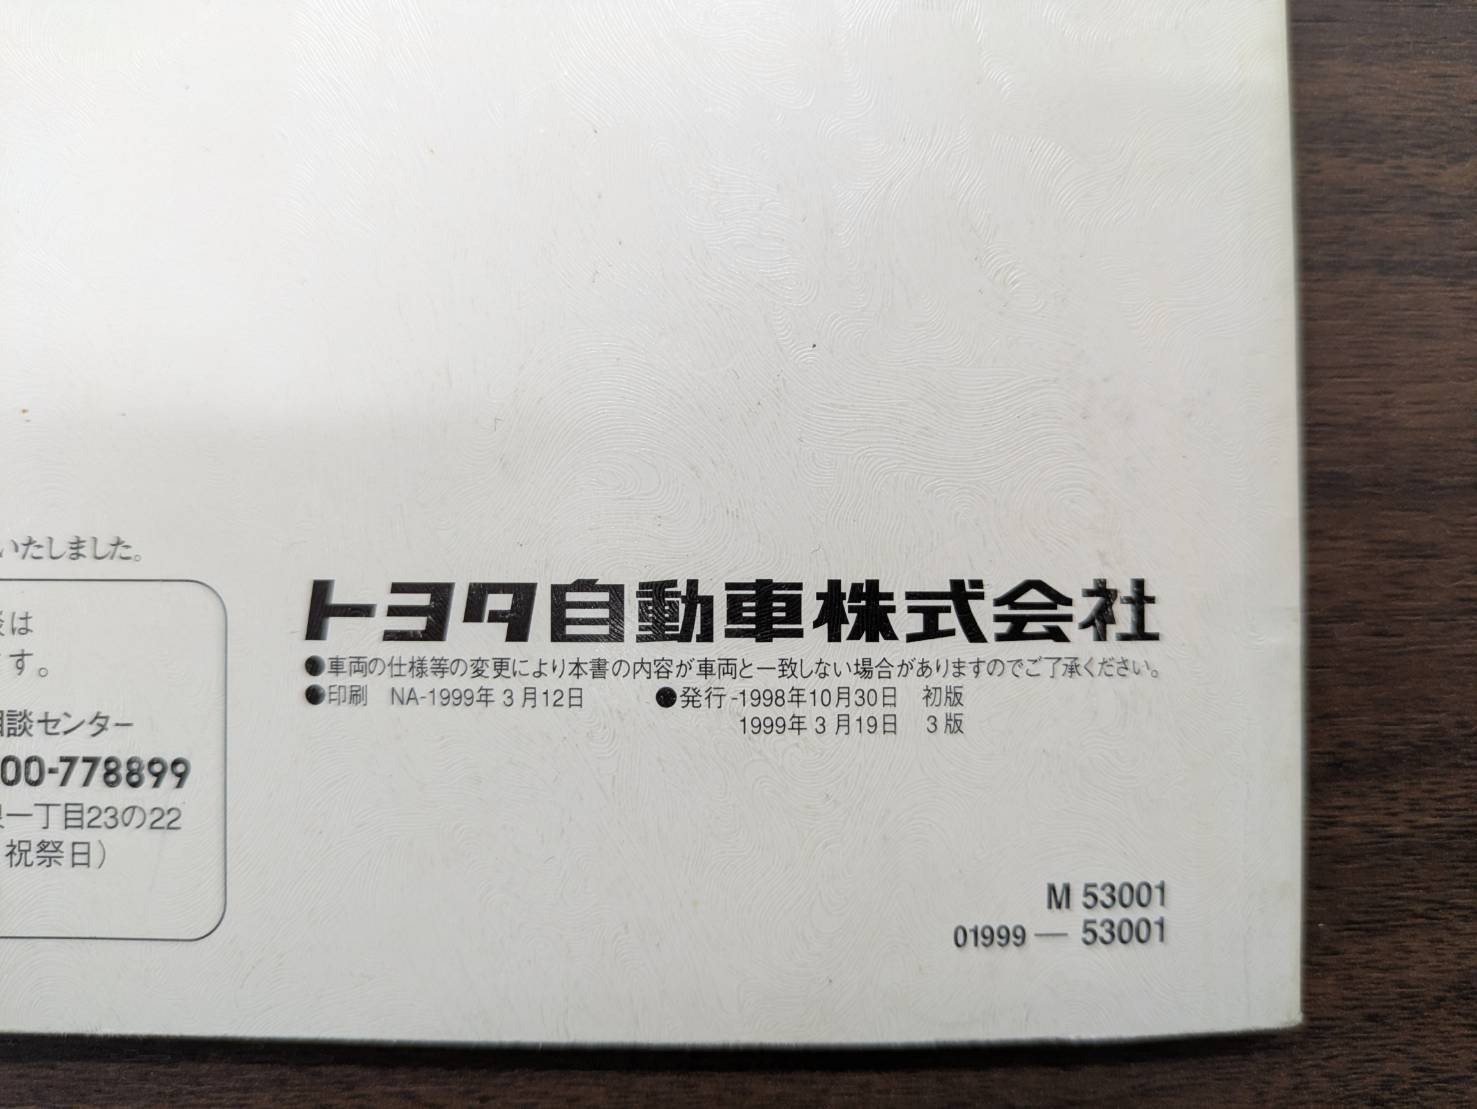 いたしました。
は
す。
談センター
00-778899
一丁目23の22
祝祭日）
トヨタ自動車株式会社
●車両の仕様等の変更により本書の内容が車両と一致しない場合がありますのでご了承ください。
●印刷 NA-1999年3月12日 ●発行-1998年10月30日 初版
1999年3月19日 3版
M 53001
01999 — 53001